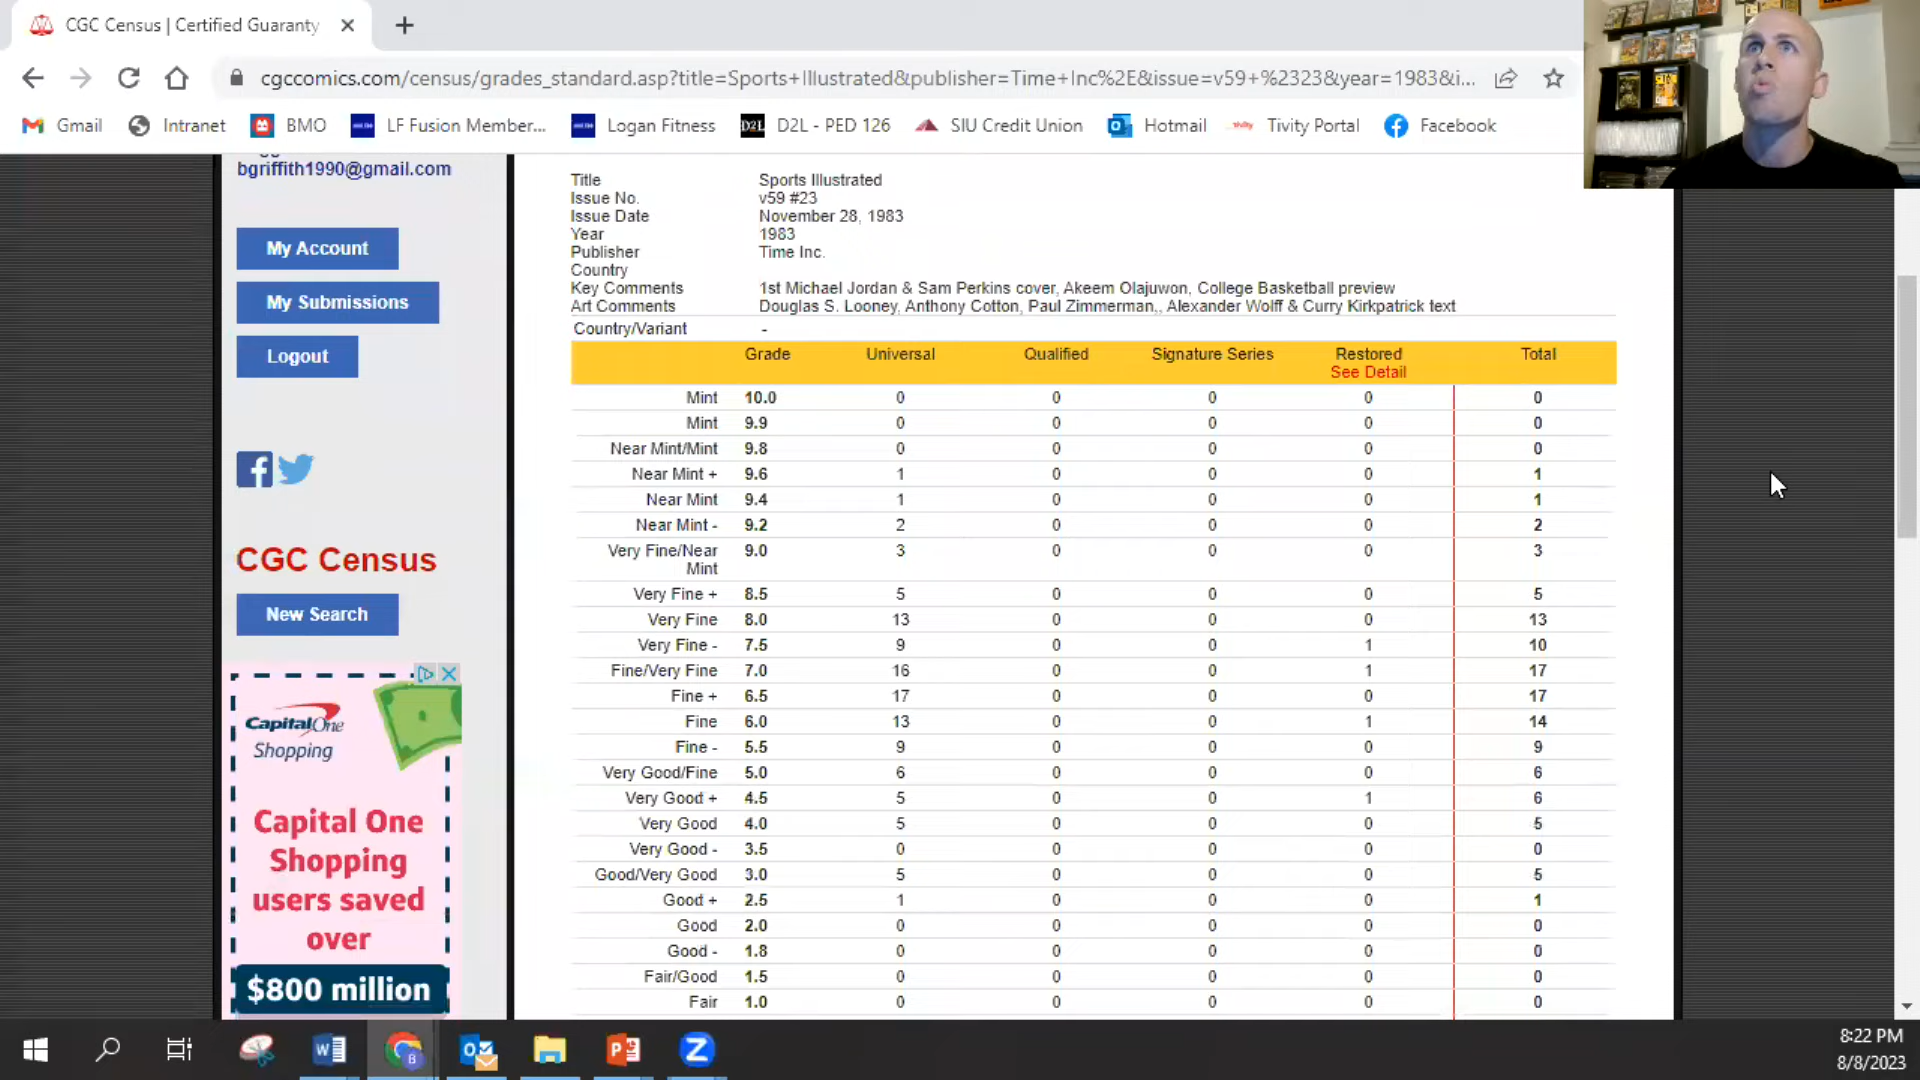 CGC Census | Certified Guaranty
cgccomics.com/census/grades_standard.asp?title=Sports+Illustrated&publisher=Time+Inc%2E&issue=v59+%2323&year=1983&i...
Gmail Intranet BMO LF Fusion Member... Logan Fitness D2L D2L - PED 126 SIU Credit Union Hotmail Tivity Portal Facebook
bgriffith1990@gmail.com
My Account
My Submissions
Logout
CGC Census
New Search
CapitalOne
Shopping
Capital One
Shopping
users saved
over
$800 million
Title Sports Illustrated
Issue No. v59 #23
Issue Date November 28, 1983
Year 1983
Publisher Time Inc.
Country
Key Comments 1st Michael Jordan & Sam Perkins cover, Akeem Olajuwon, College Basketball preview
Art Comments Douglas S. Looney, Anthony Cotton, Paul Zimmerman,, Alexander Wolff & Curry Kirkpatrick text
Country/Variant -
Grade Universal Qualified Signature Series Restored Total
See Detail
Mint 10.0 0 0 0 0 0
Mint 9.9 0 0 0 0 0
Near Mint/Mint 9.8 0 0 0 0 0
Near Mint + 9.6 1 0 0 0 1
Near Mint 9.4 1 0 0 0 1
Near Mint - 9.2 2 0 0 0 2
Very Fine/Near 9.0 3 0 0 0 3
Mint
Very Fine + 8.5 5 0 0 0 5
Very Fine 8.0 13 0 0 0 13
Very Fine - 7.5 9 0 0 1 10
Fine/Very Fine 7.0 16 0 0 1 17
Fine + 6.5 17 0 0 0 17
Fine 6.0 13 0 0 1 14
Fine - 5.5 9 0 0 0 9
Very Good/Fine 5.0 6 0 0 0 6
Very Good + 4.5 5 0 0 1 6
Very Good 4.0 5 0 0 0 5
Very Good - 3.5 0 0 0 0 0
Good/Very Good 3.0 5 0 0 0 5
Good + 2.5 1 0 0 0 1
Good 2.0 0 0 0 0 0
Good - 1.8 0 0 0 0 0
Fair/Good 1.5 0 0 0 0 0
Fair 1.0 0 0 0 0 0
8:22 PM
8/8/2023